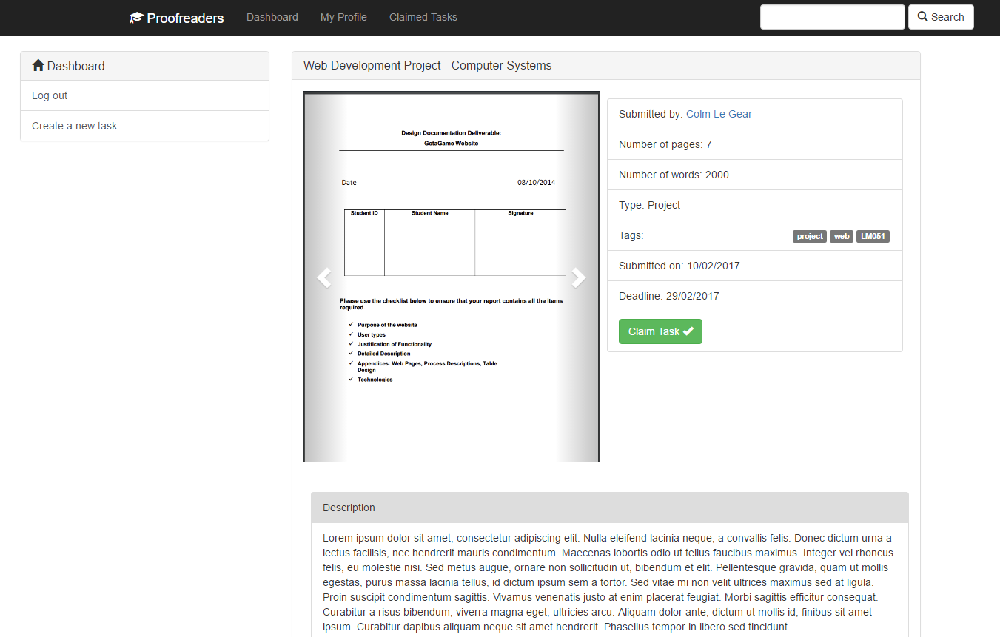 Proofreaders Dashboard My Profile Claimed Tasks Search
Dashboard
Log out
Create a new task
Web Development Project - Computer Systems
Design Documentation Deliverable:
GetaGame Website
Date 08/10/2014
Student ID Student Name Signature
Please use the checklist below to ensure that your report contains all the items
required.
✓ Purpose of the website
✓ User types
✓ Justification of Functionality
✓ Detailed Description
✓ Appendices: Web Pages, Process Descriptions, Table
Design
✓ Technologies
Submitted by: Colm Le Gear
Number of pages: 7
Number of words: 2000
Type: Project
Tags: project web LM051
Submitted on: 10/02/2017
Deadline: 29/02/2017
Claim Task
Description
Lorem ipsum dolor sit amet, consectetur adipiscing elit. Nulla eleifend lacinia neque, a convallis felis. Donec dictum urna a
lectus facilisis, nec hendrerit mauris condimentum. Maecenas lobortis odio ut tellus faucibus maximus. Integer vel rhoncus
felis, eu molestie nisi. Sed metus augue, ornare non sollicitudin ut, bibendum et elit. Pellentesque gravida, quam ut mollis
egestas, purus massa lacinia tellus, id dictum ipsum sem a tortor. Sed vitae mi non velit ultrices maximus sed at ligula.
Proin suscipit condimentum sagittis. Vivamus venenatis justo at enim placerat feugiat. Morbi sagittis efficitur consequat.
Curabitur a risus bibendum, viverra magna eget, ultricies arcu. Aliquam dolor ante, dictum ut mollis id, finibus sit amet
ipsum. Curabitur dapibus aliquam neque sit amet hendrerit. Phasellus tempor in libero sed tincidunt.